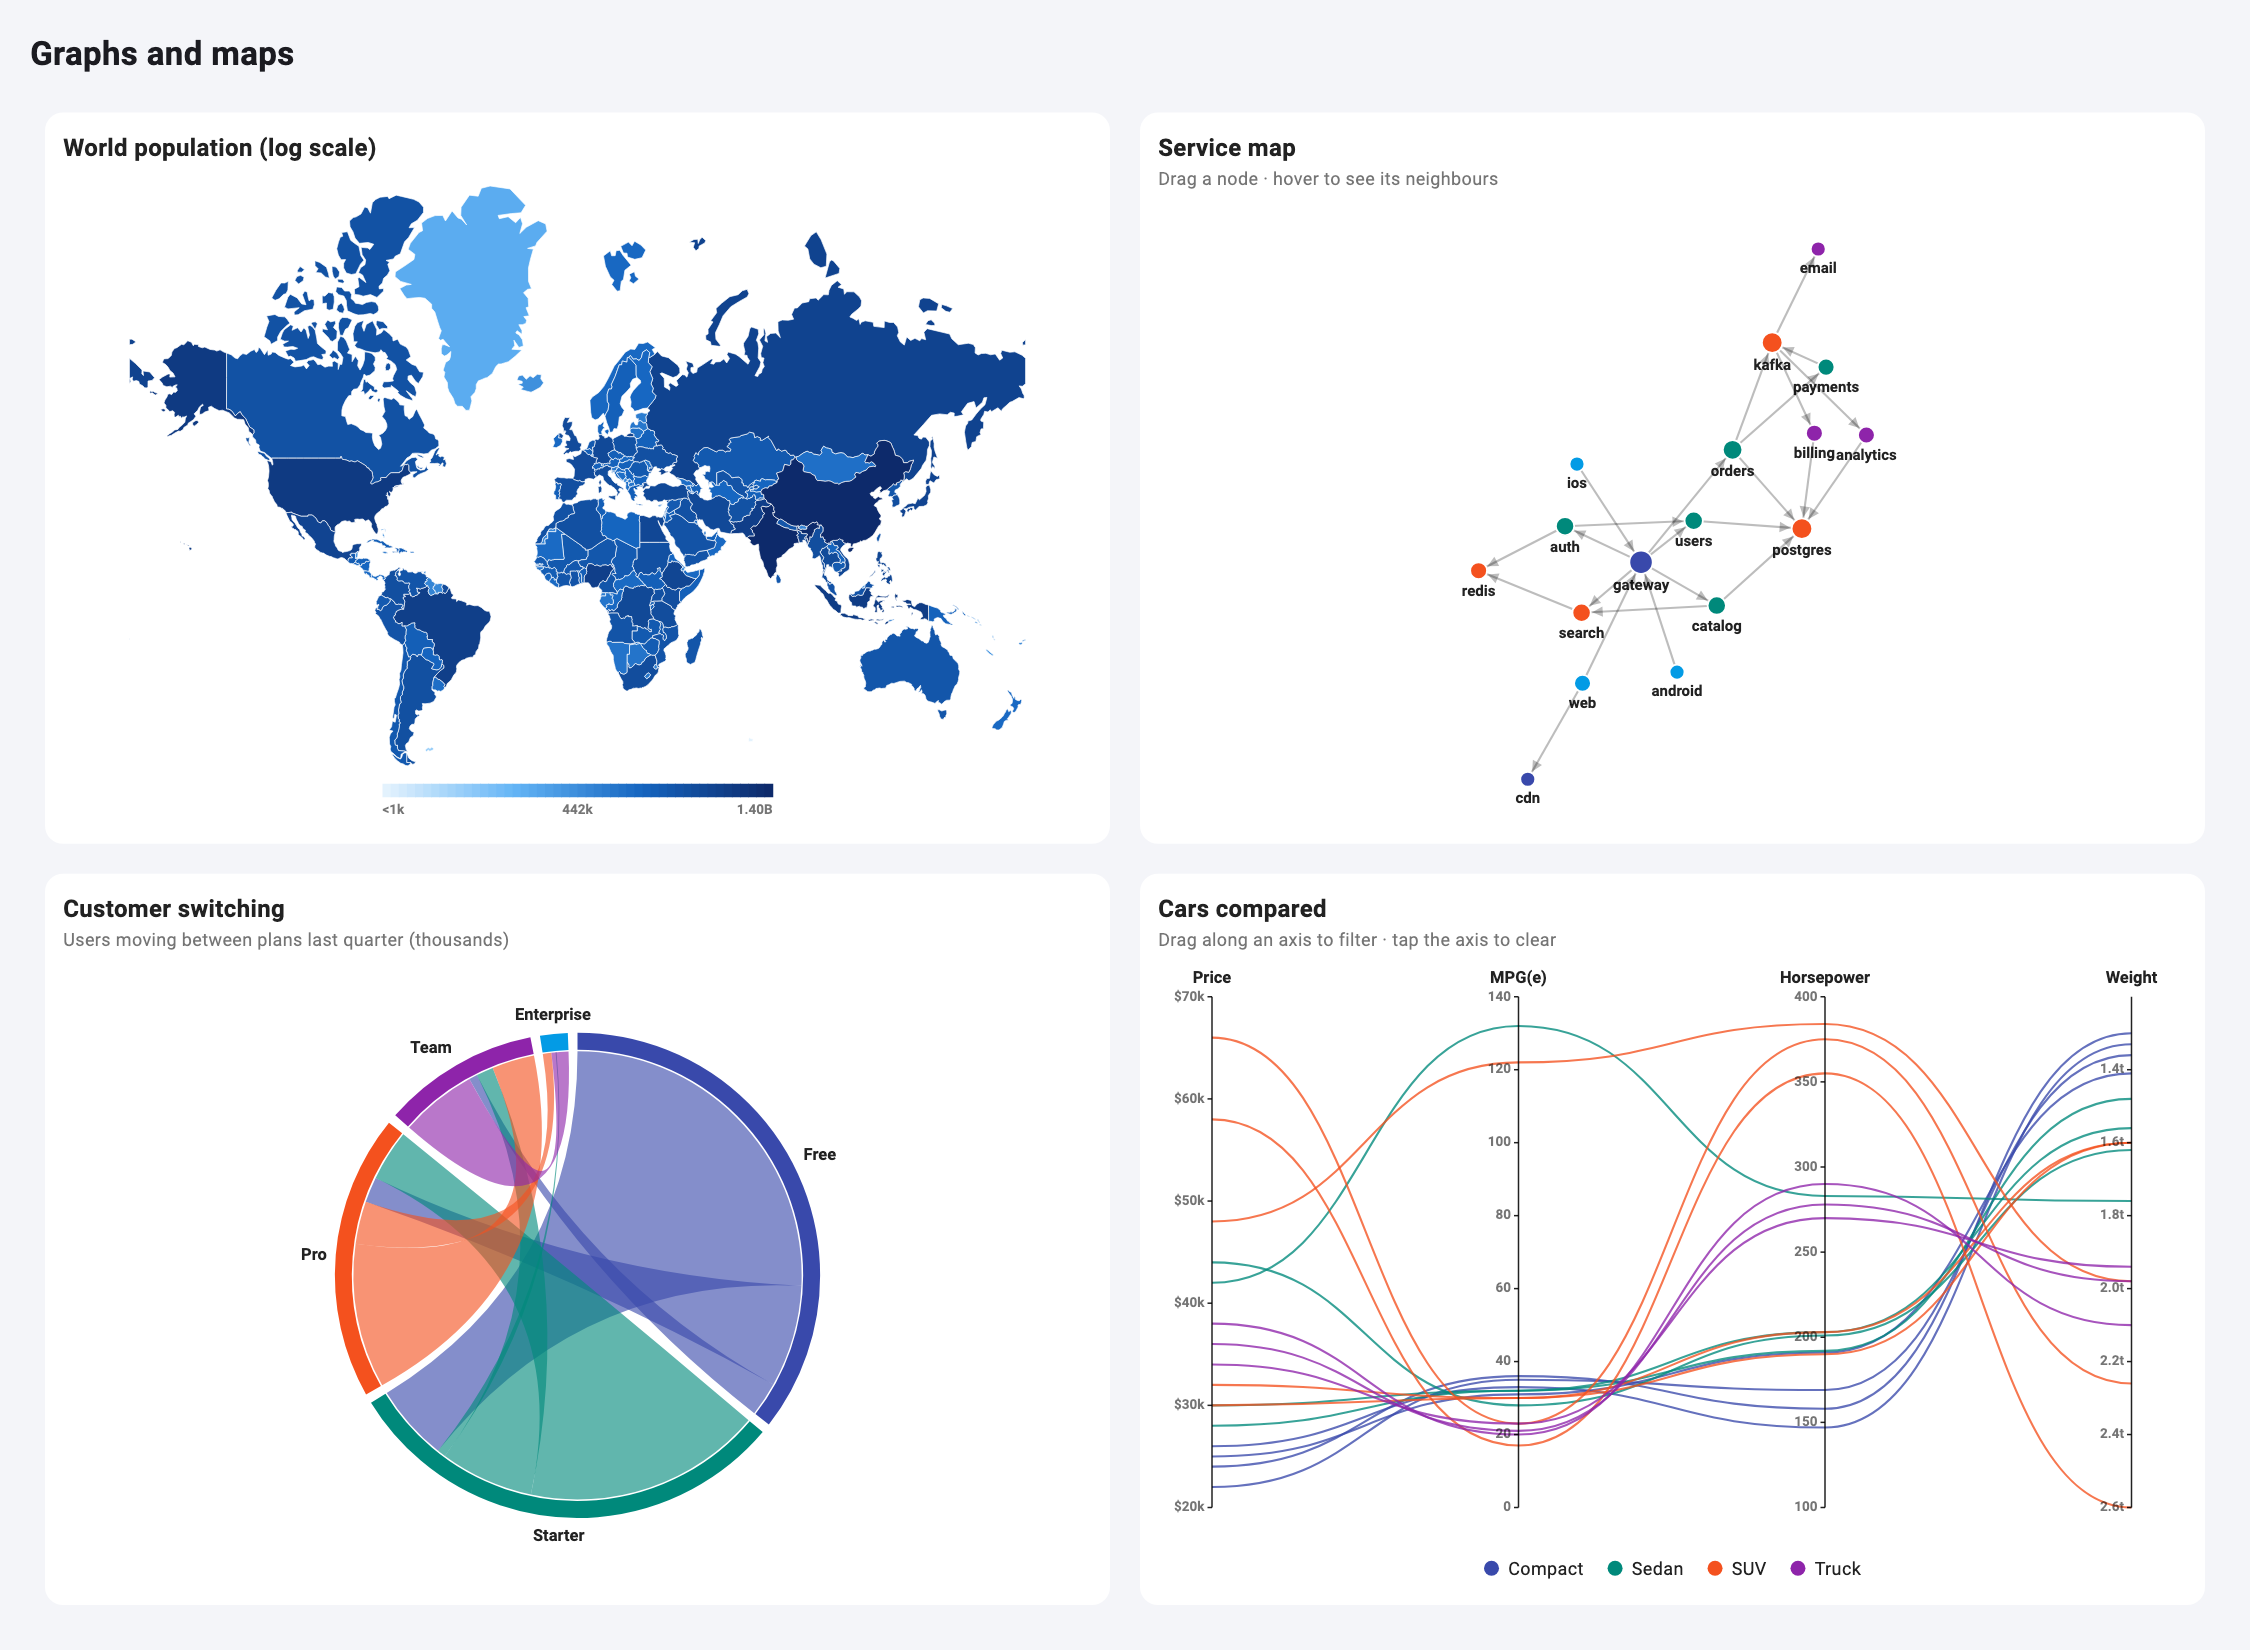 Graphs and maps
World population (log scale)
<1k
442k
1.40B
Service map
Drag a node · hover to see its neighbours
email
kafka
payments
billing
analytics
orders
ios
auth
users
postgres
redis
gateway
search
catalog
web
android
cdn
Customer switching
Users moving between plans last quarter (thousands)
Enterprise
Team
Free
Pro
Starter
Cars compared
Drag along an axis to filter · tap the axis to clear
Price
MPG(e)
Horsepower
Weight
$70k
$60k
$50k
$40k
$30k
$20k
140
120
100
80
60
40
20
0
400
350
300
250
200
150
100
1.4t
1.6t
1.8t
2.0t
2.2t
2.4t
2.6t
Compact
Sedan
SUV
Truck